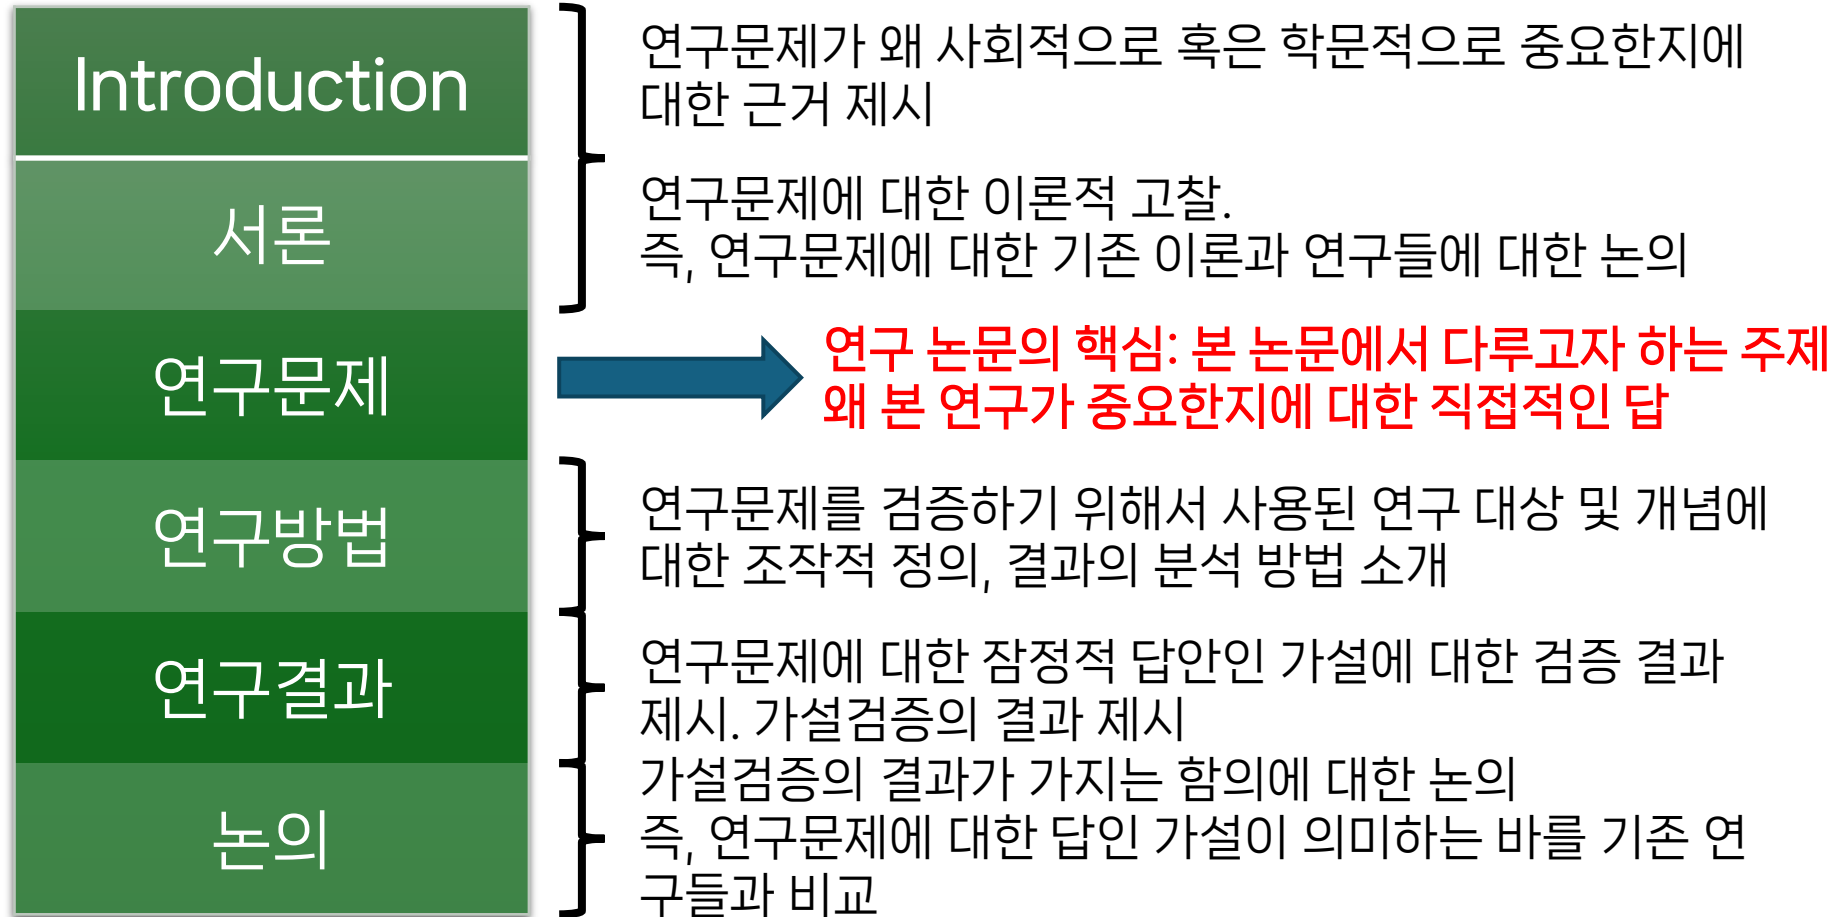 Introduction
연구문제가 왜 사회적으로 혹은 학문적으로 중요한지에
대한 근거 제시
서론
연구문제에 대한 이론적 고찰.
즉, 연구문제에 대한 기존 이론과 연구들에 대한 논의
연구문제
연구 논문의 핵심: 본 논문에서 다루고자 하는 주제
왜 본 연구가 중요한지에 대한 직접적인 답
연구방법
연구문제를 검증하기 위해서 사용된 연구 대상 및 개념에
대한 조작적 정의, 결과의 분석 방법 소개
연구결과
연구문제에 대한 잠정적 답안인 가설에 대한 검증 결과
제시. 가설검증의 결과 제시
논의
가설검증의 결과가 가지는 함의에 대한 논의
즉, 연구문제에 대한 답인 가설이 의미하는 바를 기존 연
구들과 비교